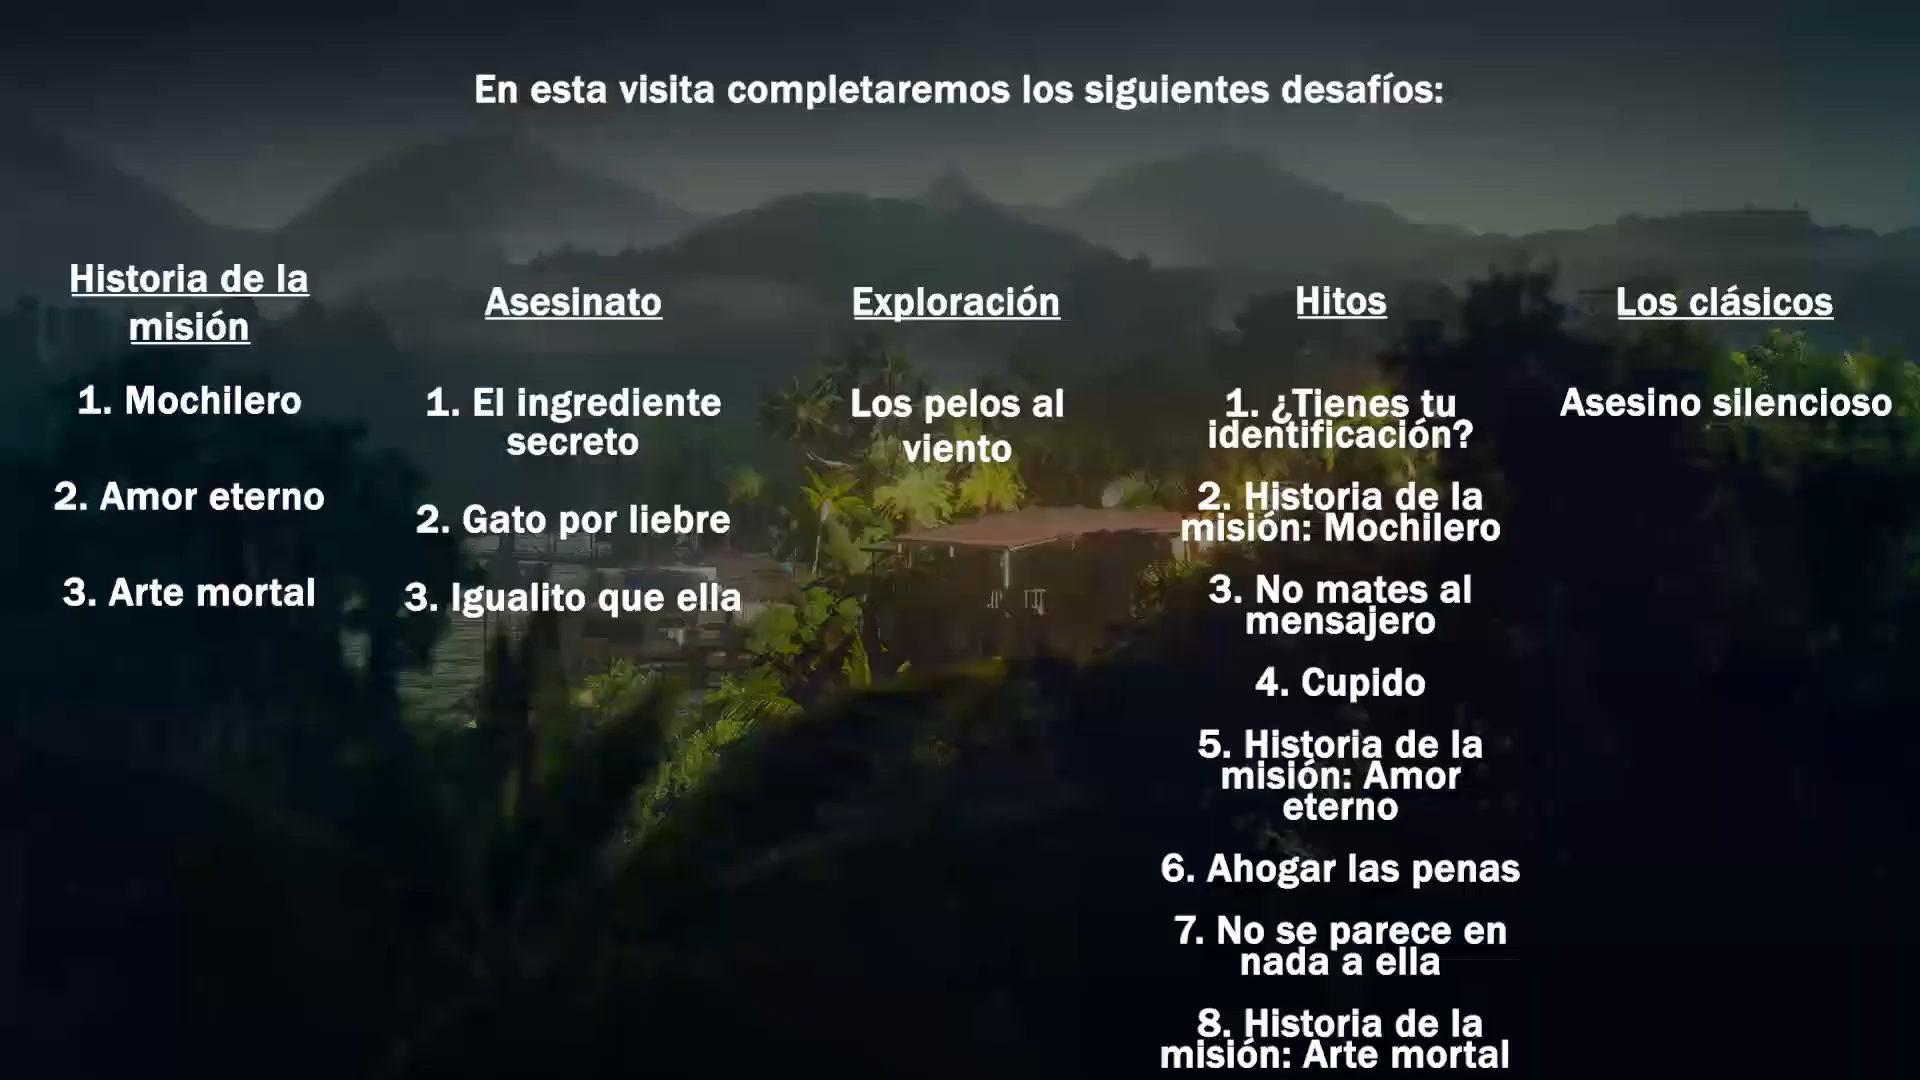 En esta visita completaremos los siguientes desafíos:
Historia de la
misión
1. Mochilero
2. Amor eterno
3. Arte mortal
Asesinato
1. El ingrediente
secreto
2. Gato por liebre
3. Igualito que ella
Exploración
Los pelos al
viento
Hitos
1. ¿Tienes tu
identificación?
2. Historia de la
misión: Mochilero
3. No mates al
mensajero
4. Cupido
5. Historia de la
misión: Amor
eterno
6. Ahogar las penas
7. No se parece en
nada a ella
8. Historia de la
misión: Arte mortal
Los clásicos
Asesino silencioso